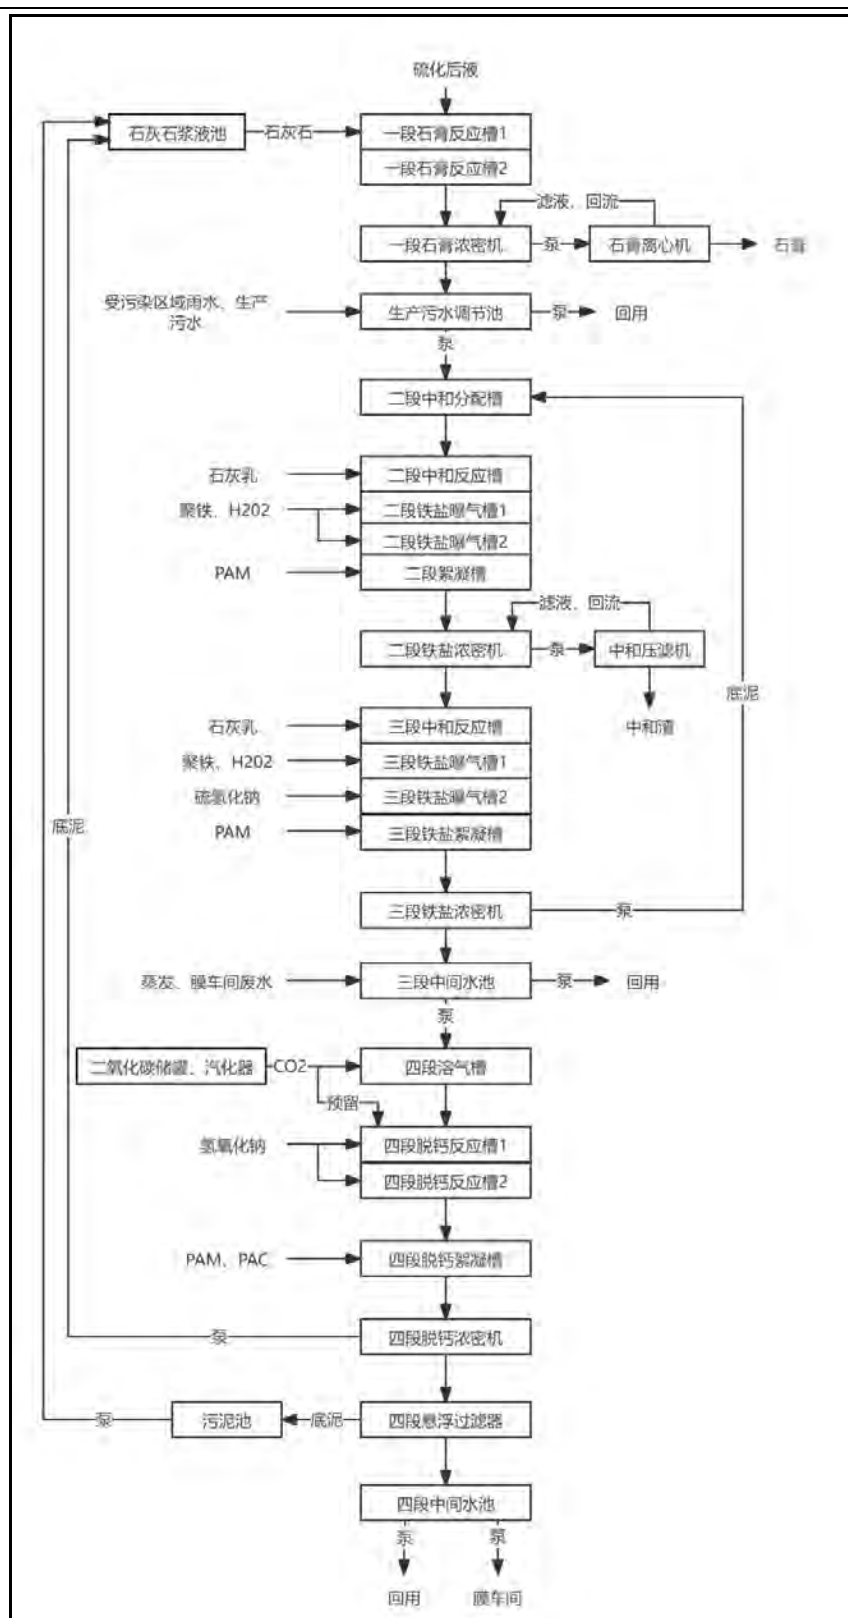 硫化后液
石灰石浆液池
石灰石
一段石膏反应槽1
一段石膏反应槽2
滤液、回流
一段石膏浓密机
泵
石膏离心机
石膏
受污染区域雨水、生产
污水
生产污水调节池
泵
回用
泵
二段中和分配槽
石灰乳
二段中和反应槽
聚铁、H202
二段铁盐曝气槽1
二段铁盐曝气槽2
PAM
二段絮凝槽
滤液、回流
二段铁盐浓密机
泵
中和压滤机
底泥
石灰乳
三段中和反应槽
中和渣
聚铁、H202
三段铁盐曝气槽1
硫氢化钠
三段铁盐曝气槽2
底泥
PAM
三段铁盐絮凝槽
三段铁盐浓密机
泵
蒸发、膜车间废水
三段中间水池
泵
回用
泵
二氧化碳储罐、汽化器
CO2
四段溶气槽
预留
氢氧化钠
四段脱钙反应槽1
四段脱钙反应槽2
PAM、PAC
四段脱钙絮凝槽
泵
四段脱钙浓密机
泵
污泥池
底泥
四段悬浮过滤器
四段中间水池
泵
泵
回用
膜车间